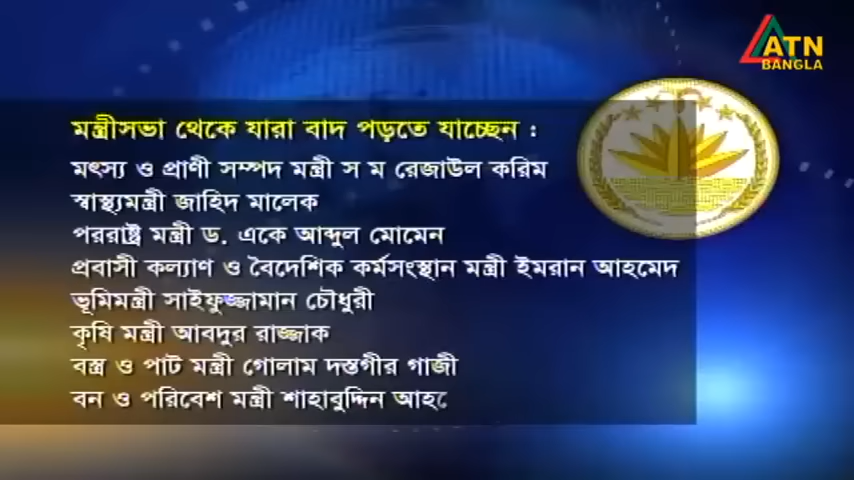 ATN
BANGLA
মন্ত্রীসভা থেকে যারা বাদ পড়তে যাচ্ছেন :
মৎস্য ও প্রাণী সম্পদ মন্ত্রী স ম রেজাউল করিম
স্বাস্থ্যমন্ত্রী জাহিদ মালেক
পররাষ্ট্র মন্ত্রী ড. একে আব্দুল মোমেন
প্রবাসী কল্যাণ ও বৈদেশিক কর্মসংস্থান মন্ত্রী ইমরান আহমেদ
ভূমিমন্ত্রী সাইফুজ্জামান চৌধুরী
কৃষি মন্ত্রী আবদুর রাজ্জাক
বস্ত্র ও পাট মন্ত্রী গোলাম দস্তগীর গাজী
বন ও পরিবেশ মন্ত্রী শাহাবুদ্দিন